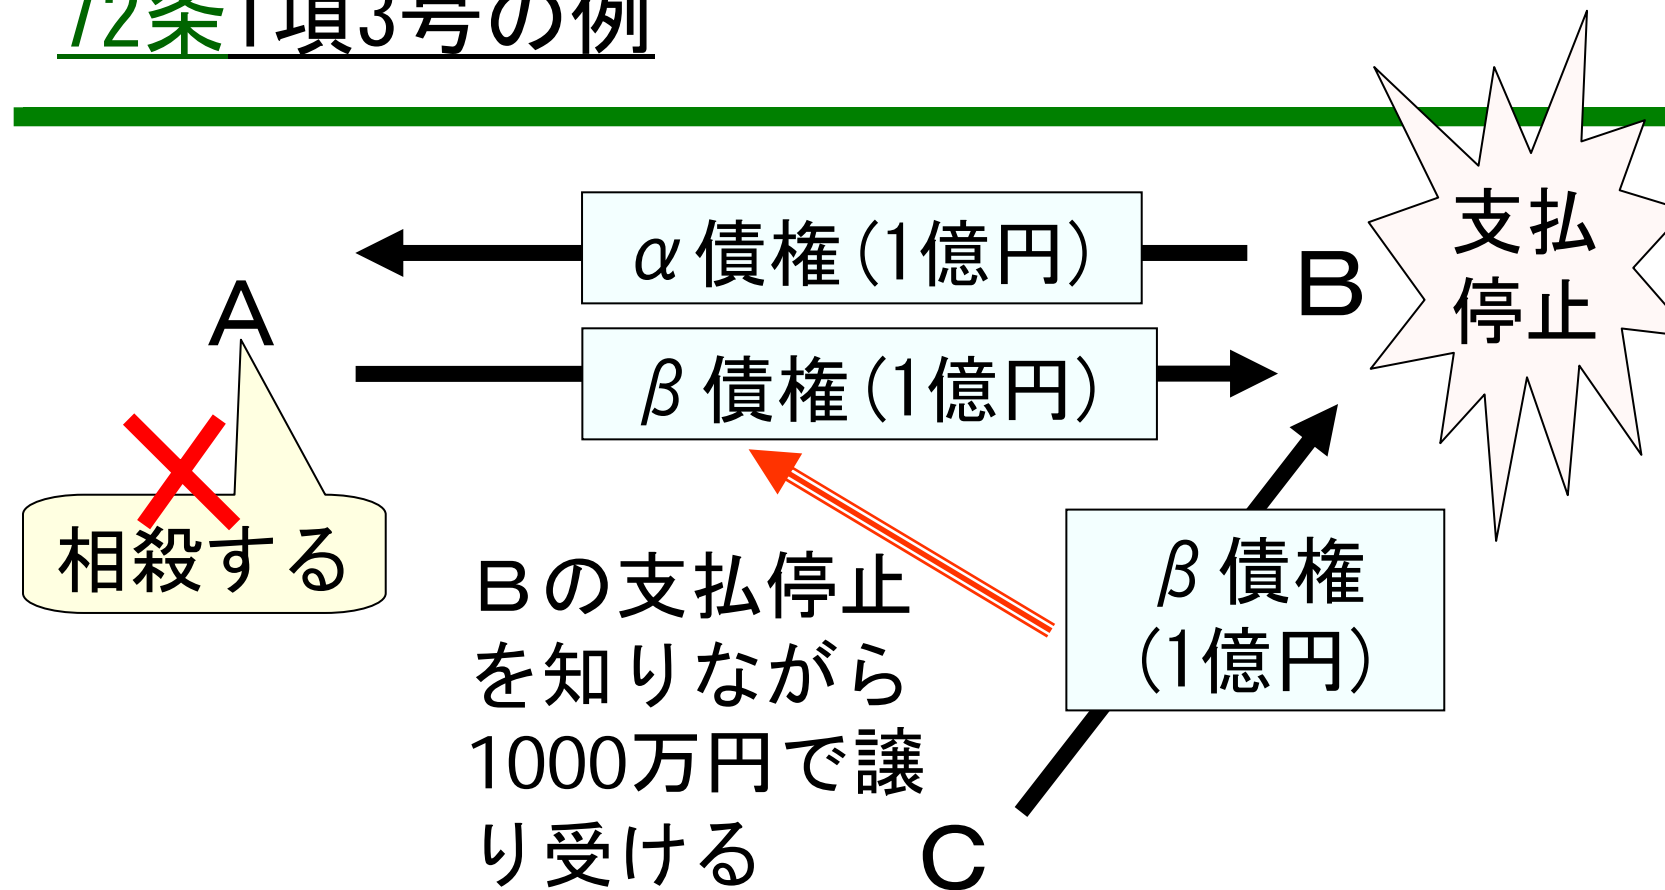 72条1項3号の例
支払
停止
α債権(1億円)
B
A
β債権(1億円)
相殺する
Bの支払停止
を知りながら
1000万円で譲
り受ける
β債権
(1億円)
C